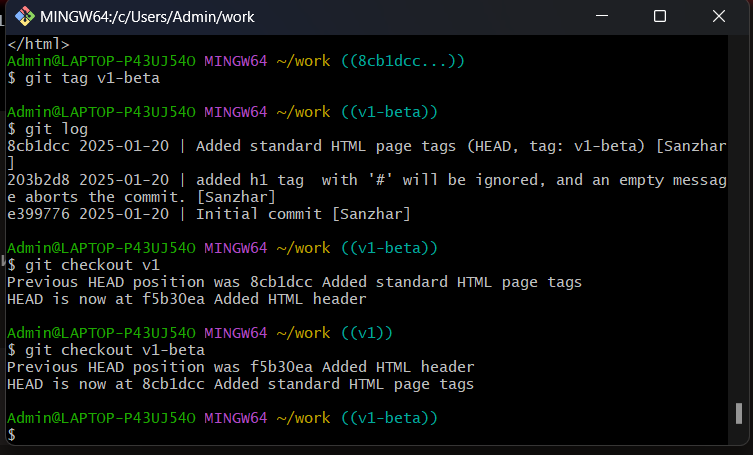 MINGW64:/c/Users/Admin/work
</html>
Admin@LAPTOP-P43UJ54O MINGW64 ~/work ((8cb1dcc...))
$ git tag v1-beta
Admin@LAPTOP-P43UJ54O MINGW64 ~/work ((v1-beta))
$ git log
8cb1dcc 2025-01-20 | Added standard HTML page tags (HEAD, tag: v1-beta) [Sanzhar
]
203b2d8 2025-01-20 | added h1 tag  with '#' will be ignored, and an empty messag
e aborts the commit. [Sanzhar]
e399776 2025-01-20 | Initial commit [Sanzhar]
Admin@LAPTOP-P43UJ54O MINGW64 ~/work ((v1-beta))
$ git checkout v1
Previous HEAD position was 8cb1dcc Added standard HTML page tags
HEAD is now at f5b30ea Added HTML header
Admin@LAPTOP-P43UJ54O MINGW64 ~/work ((v1))
$ git checkout v1-beta
Previous HEAD position was f5b30ea Added HTML header
HEAD is now at 8cb1dcc Added standard HTML page tags
Admin@LAPTOP-P43UJ54O MINGW64 ~/work ((v1-beta))
$